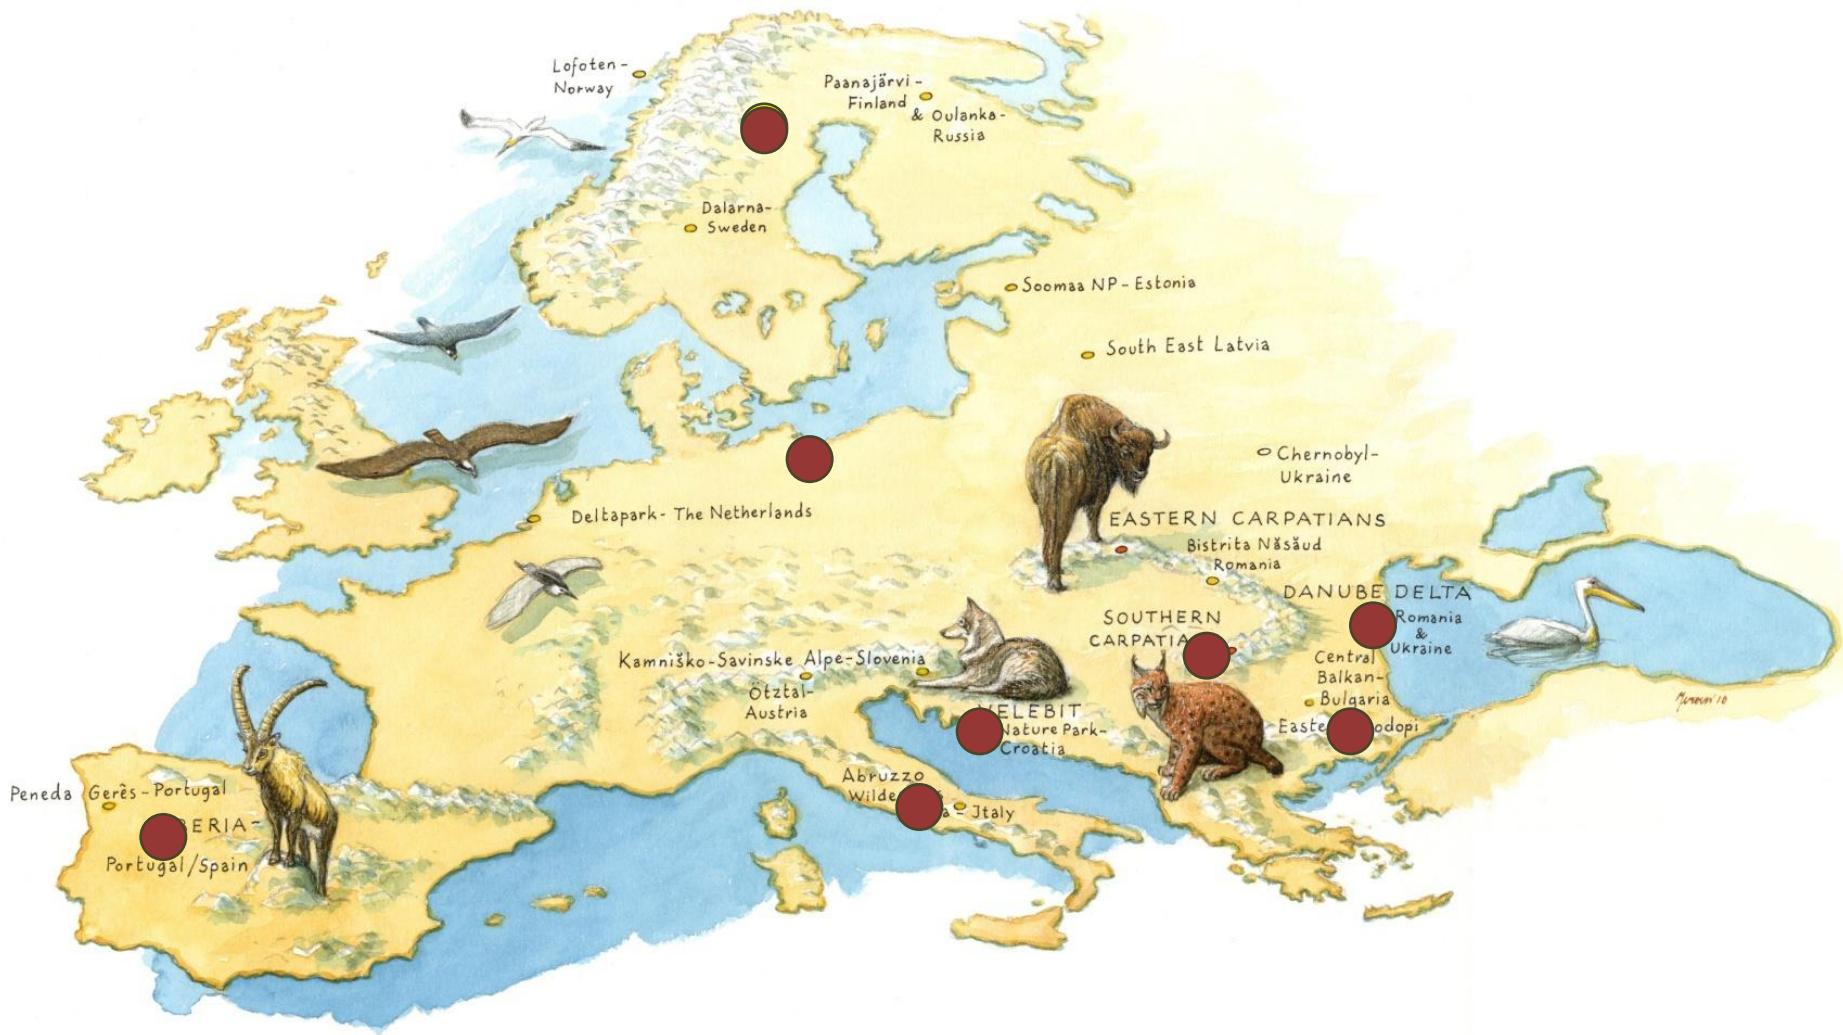 Lofoten-
Norway
Paanajärvi-
Finland
& Oulanka-
Russia
Dalarna-
Sweden
Soomaa NP-Estonia
South East Latvia
Chernobyl-
Ukraine
Deltapark- The Netherlands
EASTERN CARPATIANS
Bistrita Năsăud
Romania
DANUBE DELTA
Romania
&
Ukraine
SOUTHERN
Kamniško-Savinske Alpe-Slovenia
Ötztal-
Austria
Central
Balkan-
Bulgaria
Nature Park-
Croatia
Abruzzo
Italy
Peneda Gerês-Portugal
Portugal/Spain